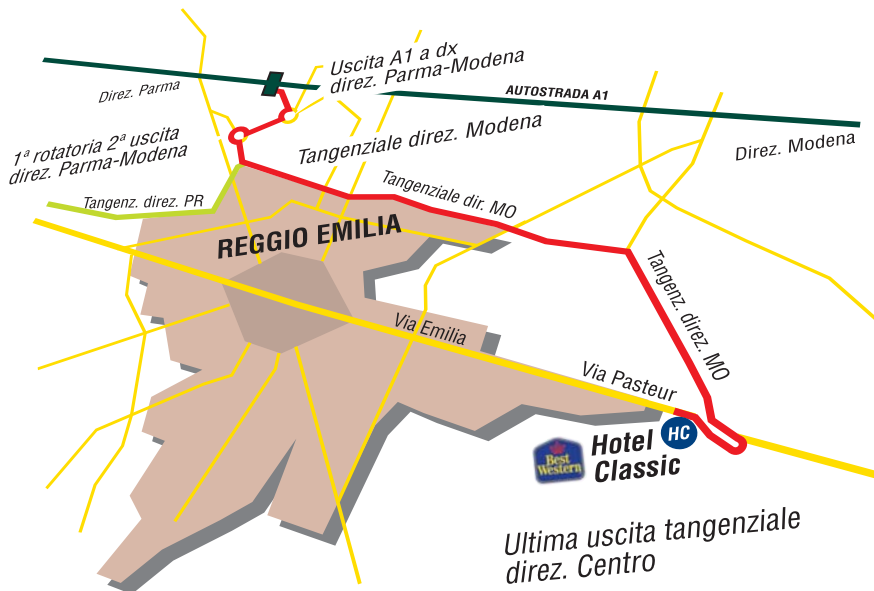 Uscita A1 a dx
direz. Parma-Modena
Direz. Parma
AUTOSTRADA A1
Direz. Modena
1ª rotatoria 2ª uscita
direz. Parma-Modena
Tangenziale direz. Modena
Tangenziale dir. MO
Tangenz. direz. PR
REGGIO EMILIA
Tangenz. direz. MO
Via Emilia
Via Pasteur
HC
Best
Western
Hotel
Classic
Ultima uscita tangenziale
direz. Centro